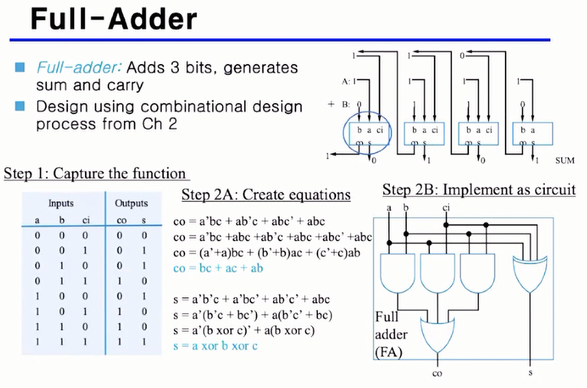 Full-Adder
Full-adder: Adds 3 bits, generates
sum and carry
Design using combinational design
process from Ch 2
1 1 0
A: 1 1 1 1
+ B: 0 1 1 0
b a ci b a ci b a ci b a
co s co s co s co s
1 0 1 0 1 SUM
Step 1: Capture the function
Inputs Outputs
a b ci co s
0 0 0 0 0
0 0 1 0 1
0 1 0 0 1
0 1 1 1 0
1 0 0 0 1
1 0 1 1 0
1 1 0 1 0
1 1 1 1 1
Step 2A: Create equations
co = a'bc + ab'c + abc' + abc
co = a'bc +abc +ab'c +abc +abc' +abc
co = (a'+a)bc + (b'+b)ac + (c'+c)ab
co = bc + ac + ab
s = a'b'c + a'bc' + ab'c' + abc
s = a'(b'c + bc') + a(b'c' + bc)
s = a'(b xor c)' + a(b xor c)
s = a xor b xor c
Step 2B: Implement as circuit
a b ci
Full
adder
(FA)
co s